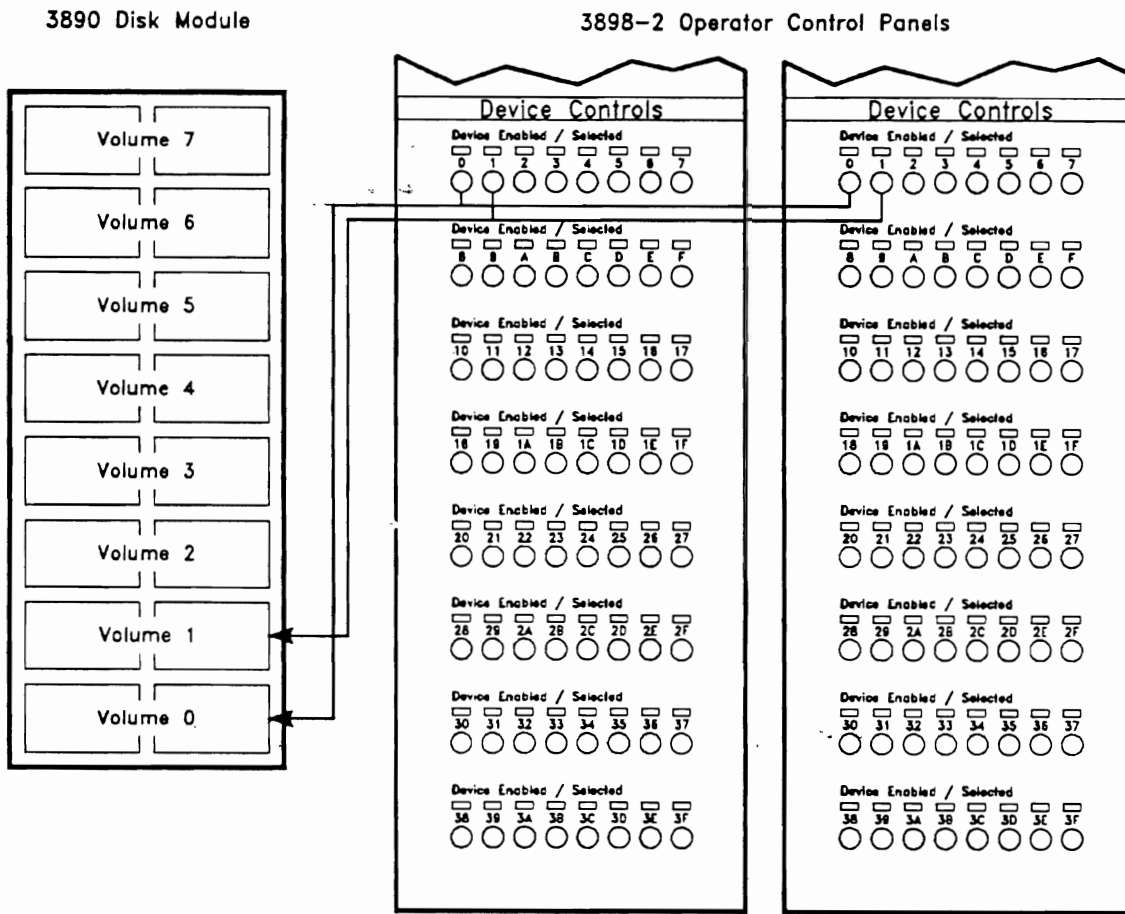 3890 Disk Module
3898-2 Operator Control Panels
Volume 7
Volume 6
Volume 5
Volume 4
Volume 3
Volume 2
Volume 1
Volume 0
Device Controls
Device Enabled / Selected
0 1 2 3 4 5 6 7
Device Enabled / Selected
8 9 A B C D E F
Device Enabled / Selected
10 11 12 13 14 15 16 17
Device Enabled / Selected
18 19 1A 1B 1C 1D 1E 1F
Device Enabled / Selected
20 21 22 23 24 25 26 27
Device Enabled / Selected
28 29 2A 2B 2C 2D 2E 2F
Device Enabled / Selected
30 31 32 33 34 35 36 37
Device Enabled / Selected
38 39 3A 3B 3C 3D 3E 3F
Device Controls
Device Enabled / Selected
0 1 2 3 4 5 6 7
Device Enabled / Selected
8 9 A B C D E F
Device Enabled / Selected
10 11 12 13 14 15 16 17
Device Enabled / Selected
18 19 1A 1B 1C 1D 1E 1F
Device Enabled / Selected
20 21 22 23 24 25 26 27
Device Enabled / Selected
28 29 2A 2B 2C 2D 2E 2F
Device Enabled / Selected
30 31 32 33 34 35 36 37
Device Enabled / Selected
38 39 3A 3B 3C 3D 3E 3F